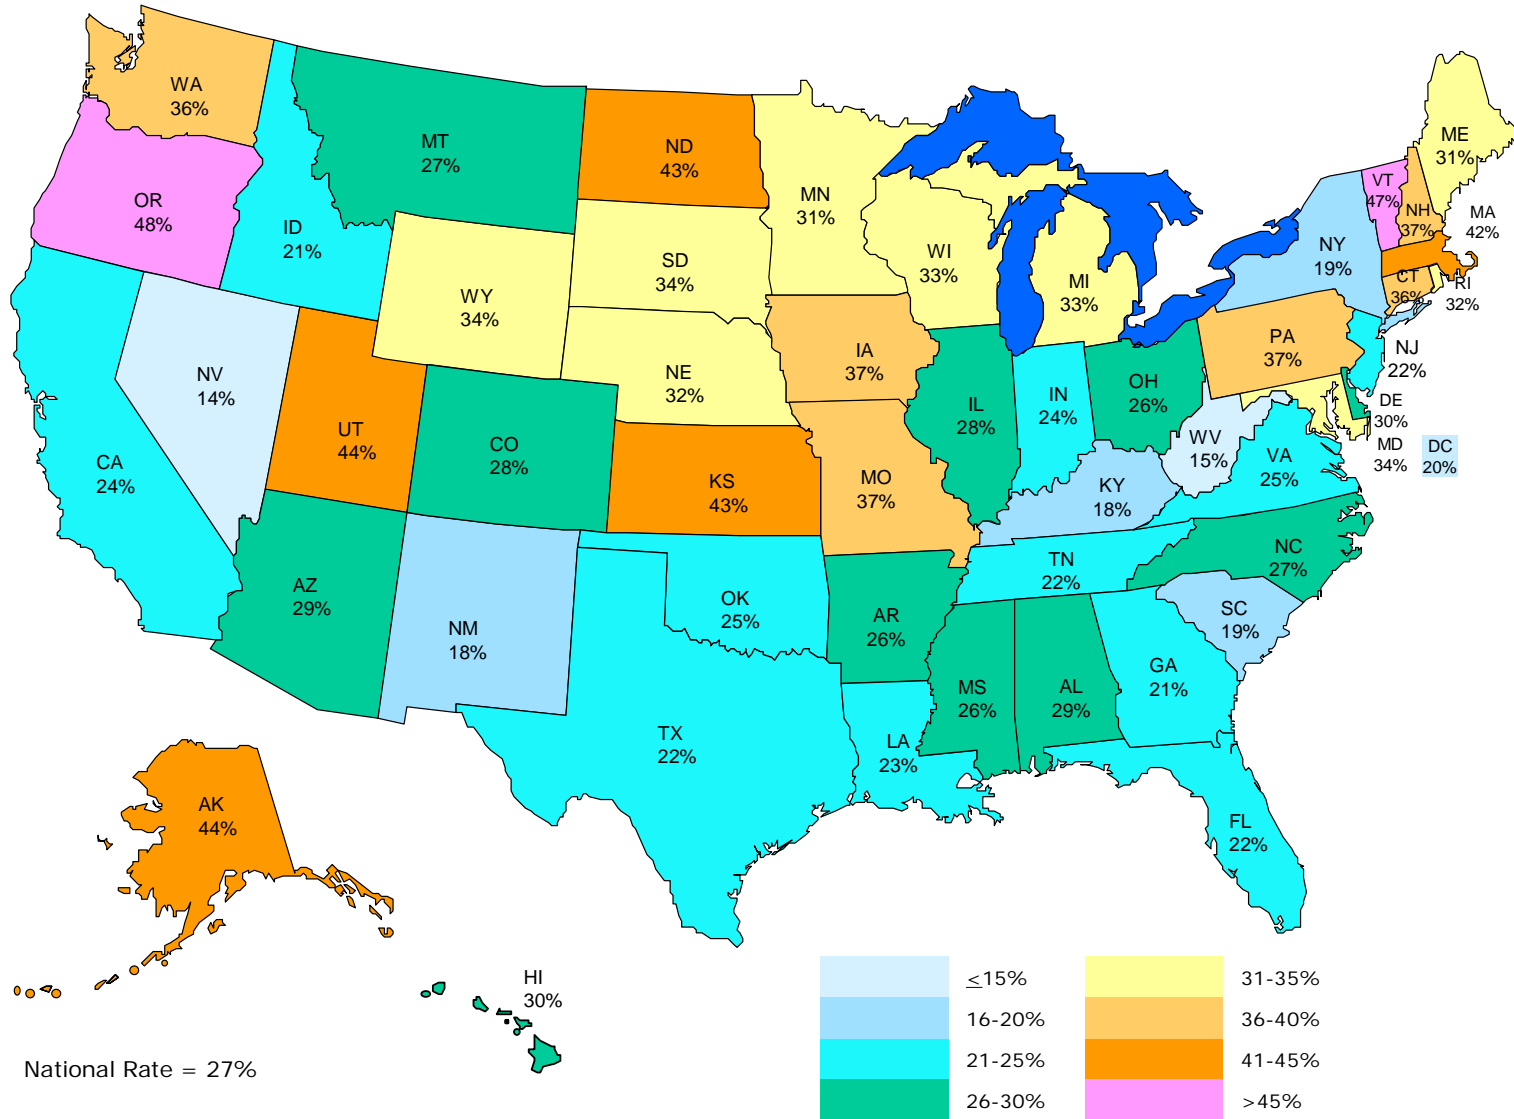 WA
36%
OR
48%
CA
24%
NV
14%
ID
21%
MT
27%
WY
34%
UT
44%
CO
28%
AZ
29%
NM
18%
ND
43%
SD
34%
NE
32%
KS
43%
OK
25%
TX
22%
MN
31%
IA
37%
MO
37%
AR
26%
LA
23%
WI
33%
IL
28%
MI
33%
IN
24%
OH
26%
KY
18%
TN
22%
MS
26%
AL
29%
GA
21%
FL
22%
SC
19%
NC
27%
VA
25%
WV
15%
PA
37%
NY
19%
VT
47%
NH
37%
ME
31%
MA
42%
CT
36%
RI
32%
NJ
22%
DE
30%
MD
34%
DC
20%
AK
44%
HI
30%
National Rate = 27%
≤15%
16-20%
21-25%
26-30%
31-35%
36-40%
41-45%
>45%